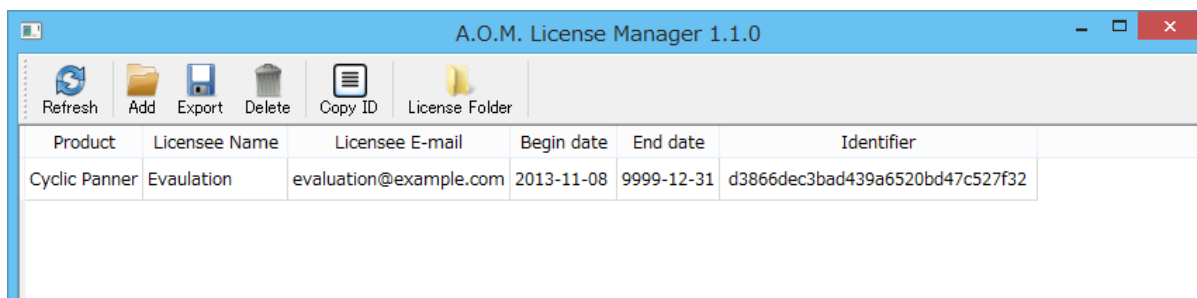 A.O.M. License Manager 1.1.0
Refresh Add Export Delete Copy ID License Folder
Product Licensee Name Licensee E-mail Begin date End date Identifier
Cyclic Panner Evaulation evaluation@example.com 2013-11-08 9999-12-31 d3866dec3bad439a6520bd47c527f32